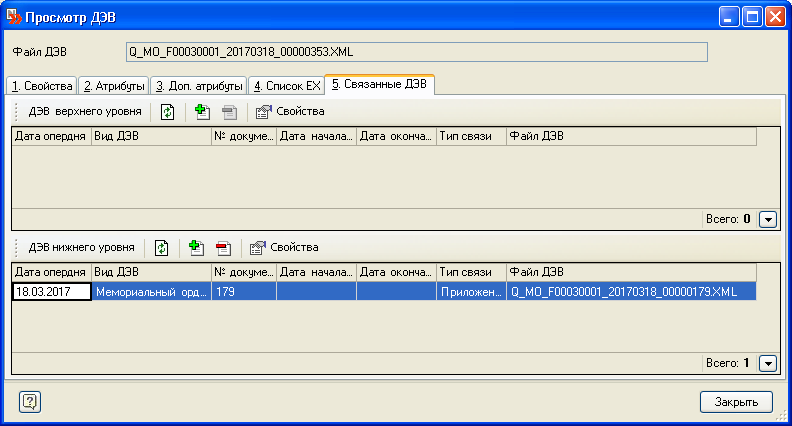 Просмотр ДЭВ
Файл ДЭВ Q_MO_F00030001_20170318_00000353.XML
1. Свойства 2. Атрибуты 3. Доп. атрибуты 4. Список ЕХ 5. Связанные ДЭВ
ДЭВ верхнего уровня Свойства
Дата опердня Вид ДЭВ № докуме... Дата начала... Дата оконча... Тип связи Файл ДЭВ
Всего: 0
ДЭВ нижнего уровня Свойства
Дата опердня Вид ДЭВ № докуме... Дата начала... Дата оконча... Тип связи Файл ДЭВ
18.03.2017 Мемориальный орд... 179 Приложен... Q_MO_F00030001_20170318_00000179.XML
Всего: 1
Закрыть